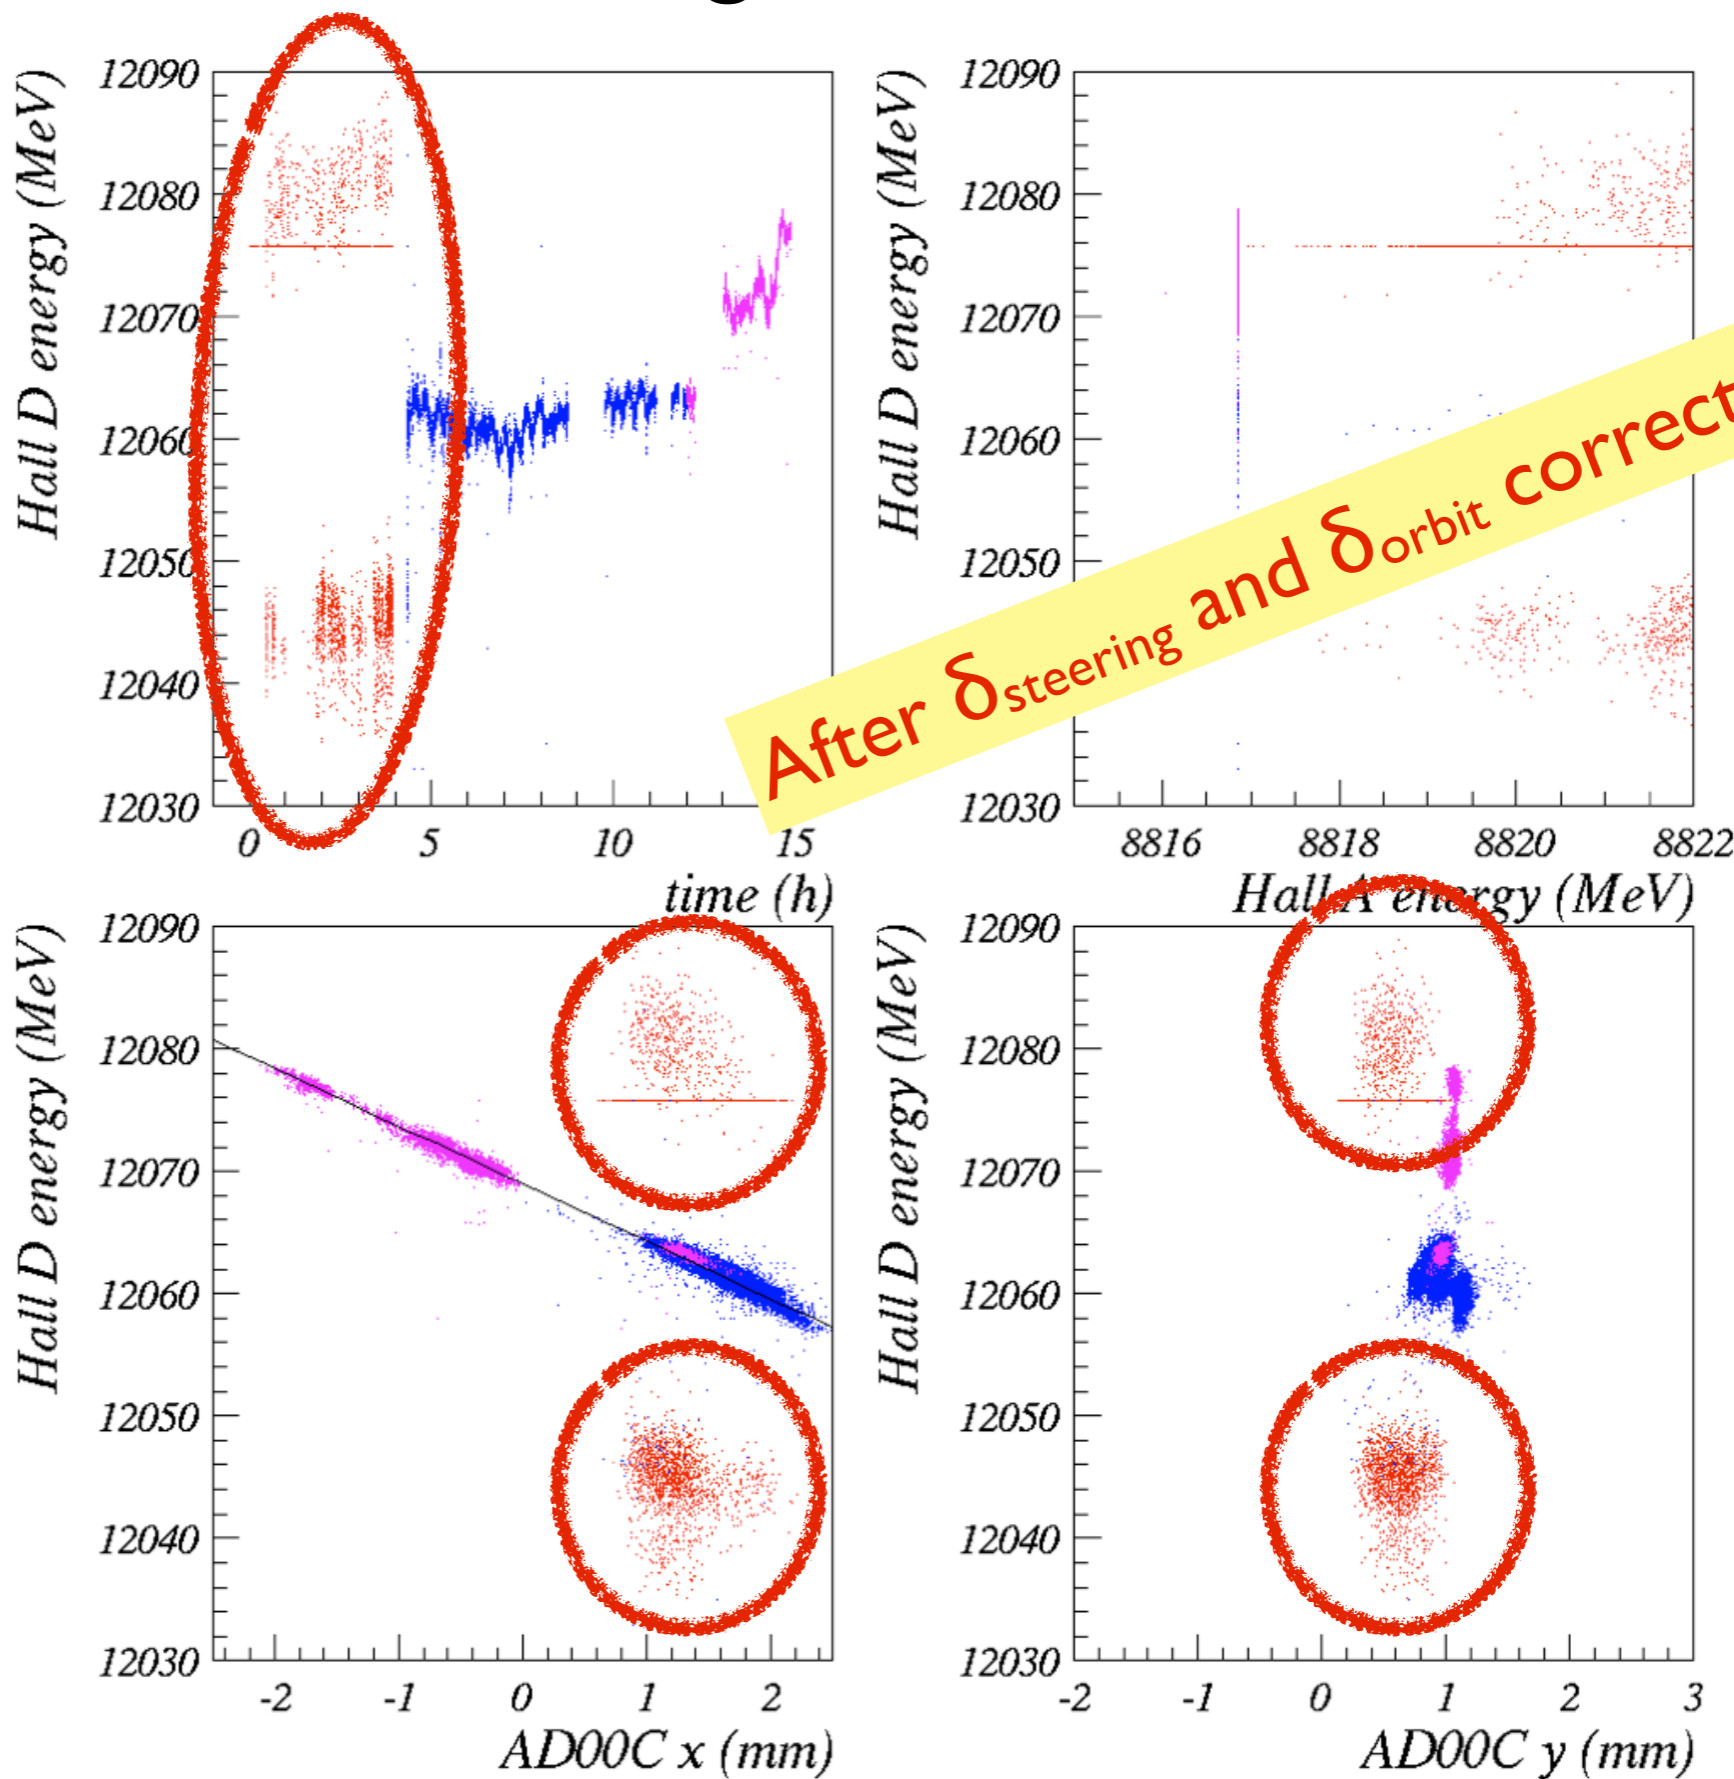 12090
12080
12070
12060
12050
12040
12030
Hall D energy (MeV)
0 5 10 15
time (h)
12090
12080
12070
12060
12050
12040
12030
Hall D energy (MeV)
8816 8818 8820 8822
Hall A energy (MeV)
After δsteering and δorbit correct
12090
12080
12070
12060
12050
12040
12030
Hall D energy (MeV)
-2 -1 0 1 2
AD00C x (mm)
12090
12080
12070
12060
12050
12040
12030
Hall D energy (MeV)
-2 -1 0 1 2 3
AD00C y (mm)